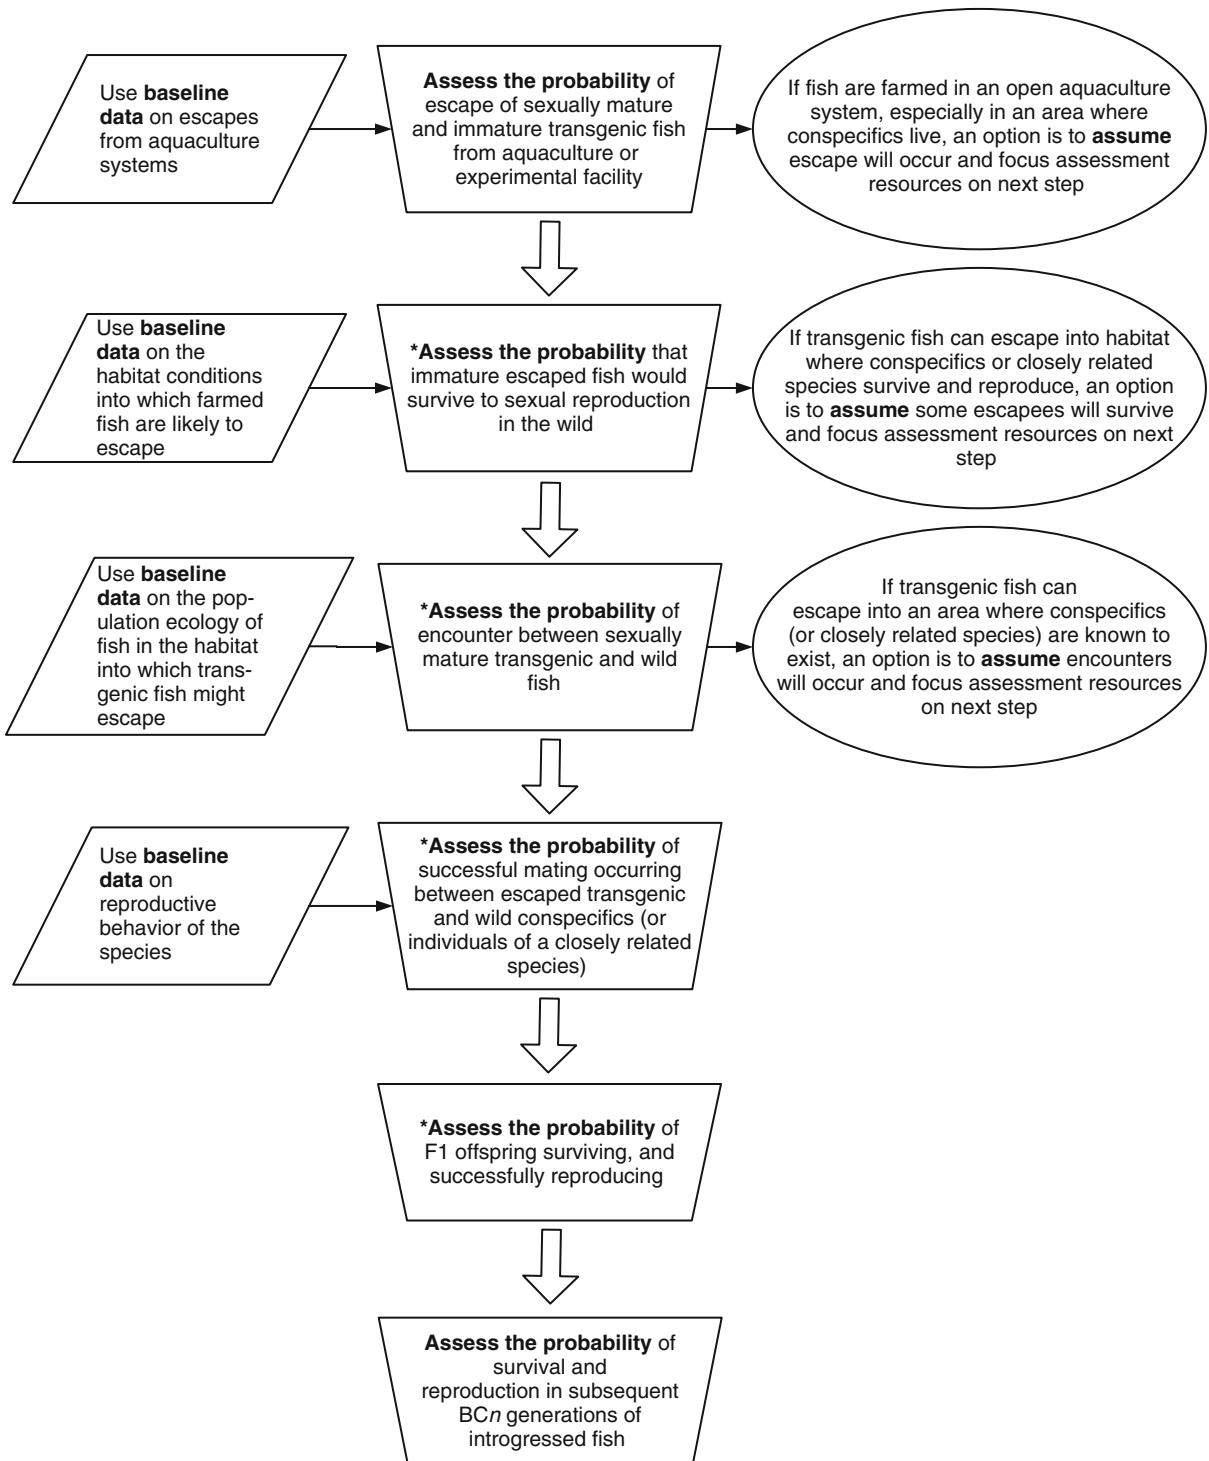 Use baseline
data on escapes
from aquaculture
systems
Assess the probability of
escape of sexually mature
and immature transgenic fish
from aquaculture or
experimental facility
If fish are farmed in an open aquaculture
system, especially in an area where
conspecifics live, an option is to assume
escape will occur and focus assessment
resources on next step
Use baseline
data on the
habitat conditions
into which farmed
fish are likely to
escape
*Assess the probability that
immature escaped fish would
survive to sexual reproduction
in the wild
If transgenic fish can escape into habitat
where conspecifics or closely related
species survive and reproduce, an option
is to assume some escapees will survive
and focus assessment resources on next
step
Use baseline
data on the pop-
ulation ecology of
fish in the habitat
into which trans-
genic fish might
escape
*Assess the probability of
encounter between sexually
mature transgenic and wild
fish
If transgenic fish can
escape into an area where conspecifics
(or closely related species) are known to
exist, an option is to assume encounters
will occur and focus assessment resources
on next step
Use baseline
data on
reproductive
behavior of the
species
*Assess the probability of
successful mating occurring
between escaped transgenic
and wild conspecifics (or
individuals of a closely related
species)
*Assess the probability of
F1 offspring surviving, and
successfully reproducing
Assess the probability of
survival and
reproduction in subsequent
BCn generations of
introgressed fish